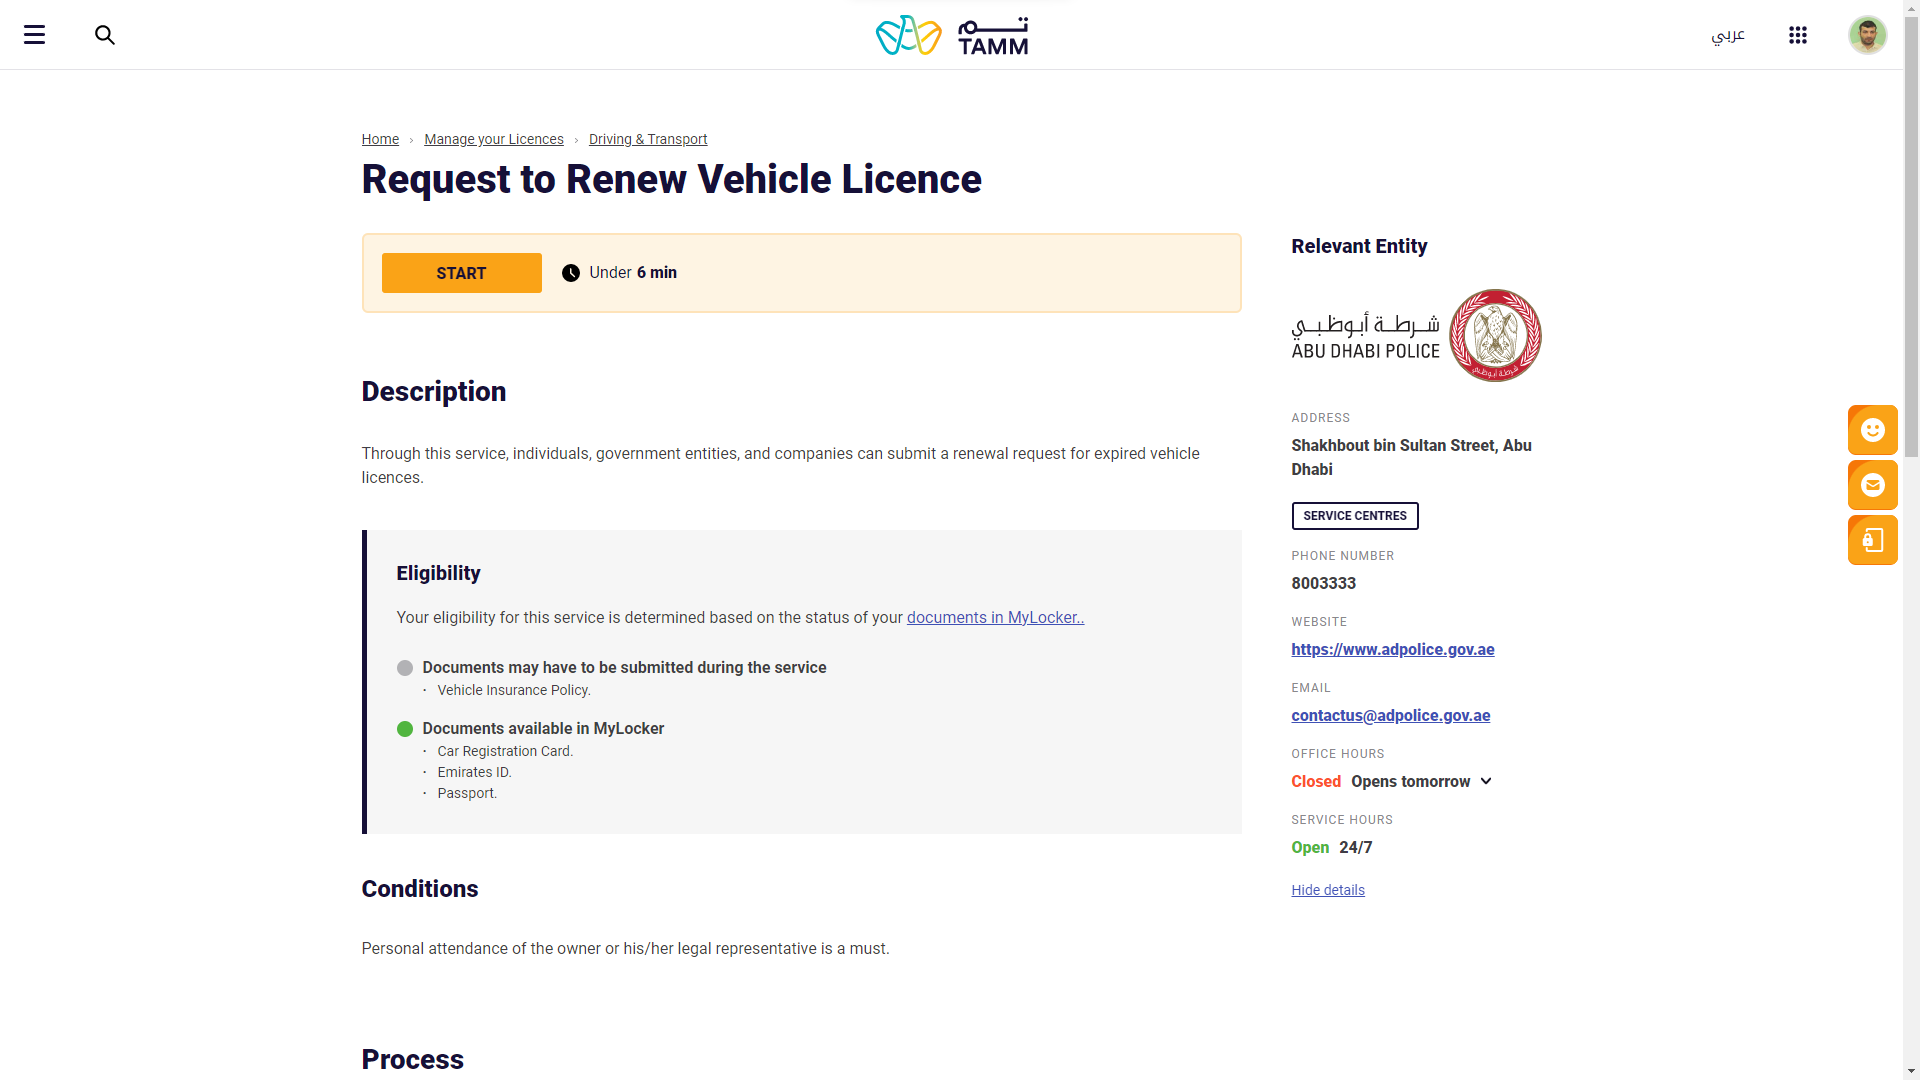 تـــم
TAMM
عربي
Home › Manage your Licences › Driving & Transport
Request to Renew Vehicle Licence
START
Under 6 min
Description
Through this service, individuals, government entities, and companies can submit a renewal request for expired vehicle
licences.
Eligibility
Your eligibility for this service is determined based on the status of your documents in MyLocker..
Documents may have to be submitted during the service
· Vehicle Insurance Policy.
Documents available in MyLocker
· Car Registration Card.
· Emirates ID.
· Passport.
Conditions
Personal attendance of the owner or his/her legal representative is a must.
Process
Relevant Entity
شرطة أبوظبي
ABU DHABI POLICE
شرطة أبوظبي
ADDRESS
Shakhbout bin Sultan Street, Abu
Dhabi
SERVICE CENTRES
PHONE NUMBER
8003333
WEBSITE
https://www.adpolice.gov.ae
EMAIL
contactus@adpolice.gov.ae
OFFICE HOURS
Closed Opens tomorrow
SERVICE HOURS
Open 24/7
Hide details